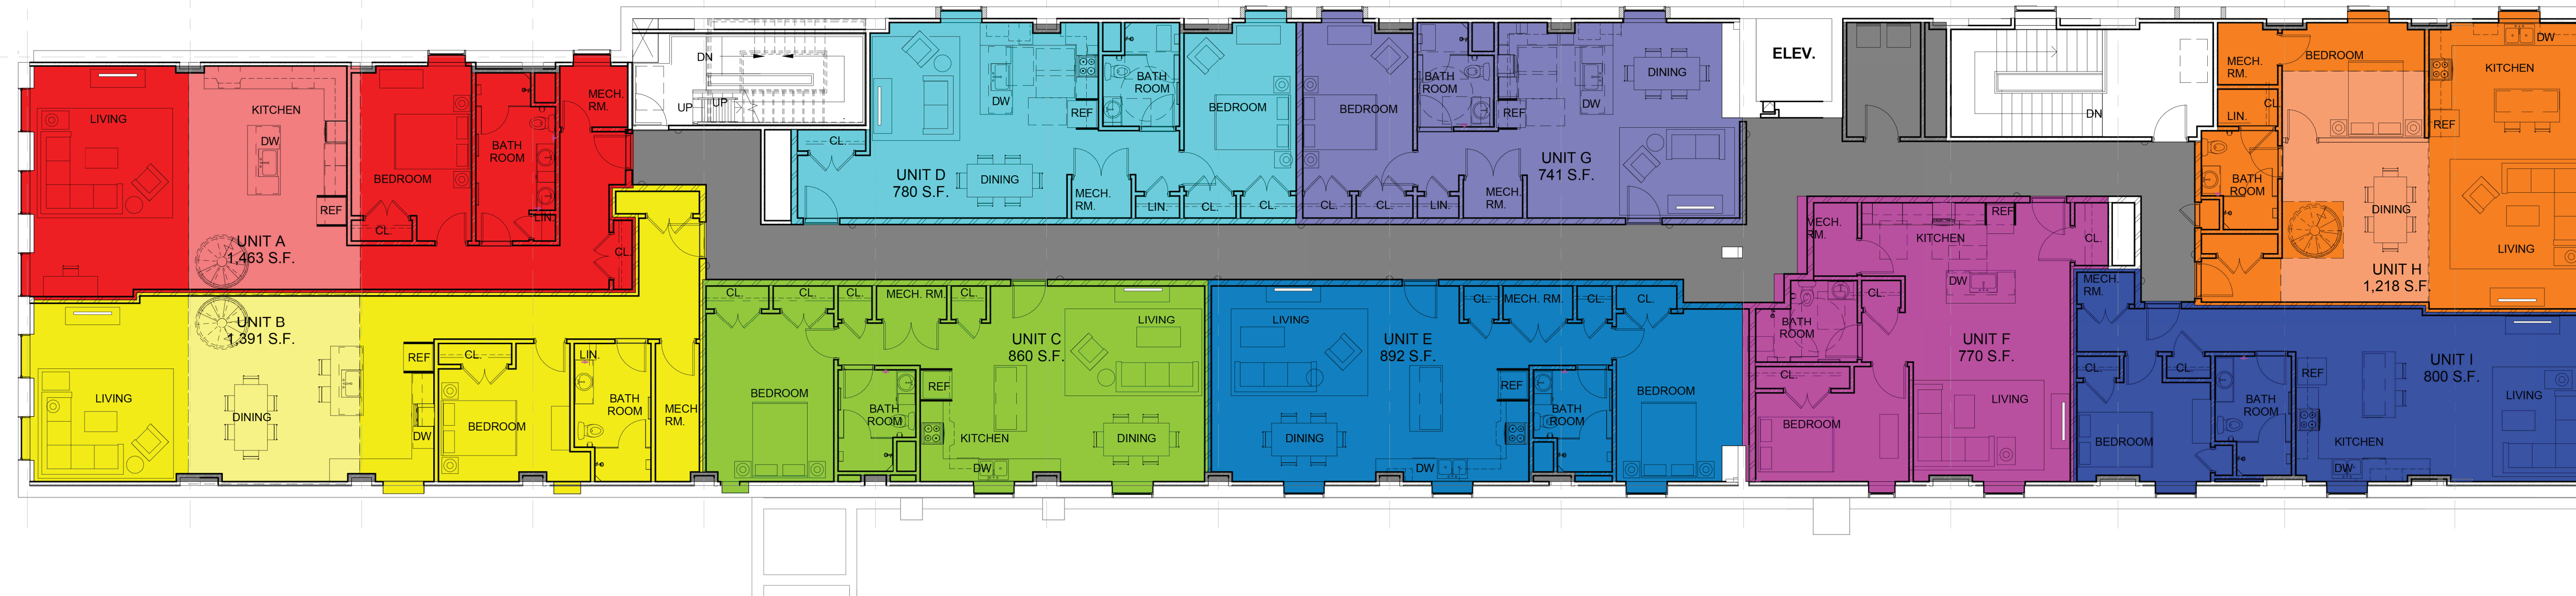 LIVING
KITCHEN
DW
REF
UNIT A
1,463 S.F.
BEDROOM
CL.
BATH
ROOM
LIN.
MECH.
RM.
CL.
UNIT B
1,391 S.F.
LIVING
DINING
REF
DW
CL.
BEDROOM
LIN.
BATH
ROOM
MECH
RM.
DN
UP
UP
CL.
UNIT D
780 S.F.
DINING
DW
REF
MECH.
RM.
BATH
ROOM
LIN.
BEDROOM
CL.
CL.
BEDROOM
CL.
CL.
BATH
ROOM
LIN.
REF
MECH.
RM.
DW
DINING
UNIT G
741 S.F.
CL.
CL.
CL.
MECH. RM.
CL.
BEDROOM
BATH
ROOM
REF
KITCHEN
DW
UNIT C
860 S.F.
LIVING
DINING
LIVING
DINING
UNIT E
892 S.F.
DW
REF
CL.
MECH. RM.
CL.
CL.
BATH
ROOM
BEDROOM
ELEV.
DN
MECH.
RM.
KITCHEN
REF
CL.
DW
BATH
ROOM
CL.
CL.
BEDROOM
UNIT F
770 S.F.
LIVING
MECH.
RM.
CL.
LIN.
BATH
ROOM
BEDROOM
DINING
UNIT H
1,218 S.F.
REF
KITCHEN
DW
LIVING
MECH.
RM.
CL.
CL.
BEDROOM
BATH
ROOM
REF
KITCHEN
DW
UNIT I
800 S.F.
LIVING